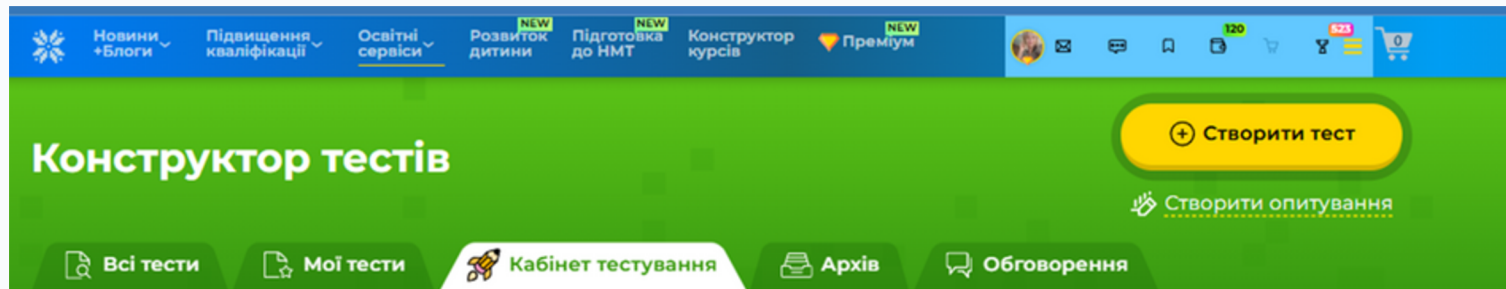 Новини
+Блоги
Підвищення
кваліфікації
Освітні
сервіси
NEW
Розвиток
дитини
NEW
Підготовка
до НМТ
Конструктор
курсів
NEW
Преміум
120
523
0
Конструктор тестів
Створити тест
Створити опитування
Всі тести
Мої тести
Кабінет тестування
Архів
Обговорення